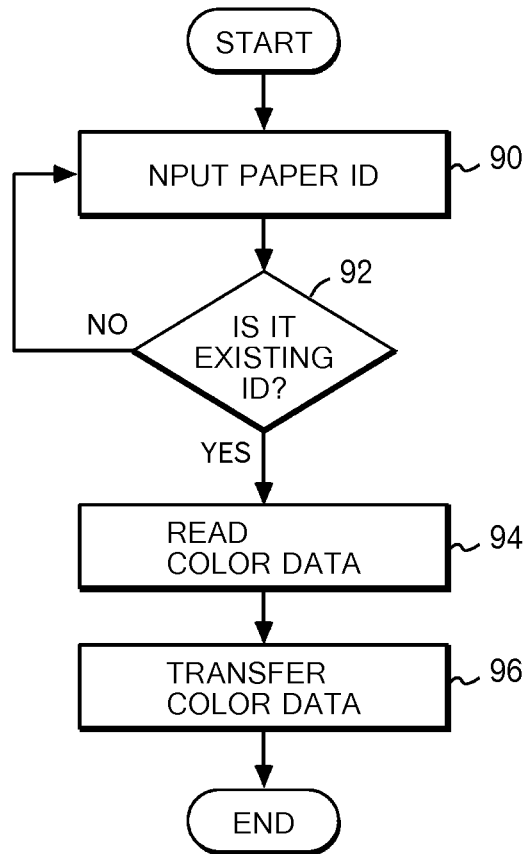 START
NPUT PAPER ID
90
92
NO
IS IT
EXISTING
ID?
YES
READ
COLOR DATA
94
TRANSFER
COLOR DATA
96
END